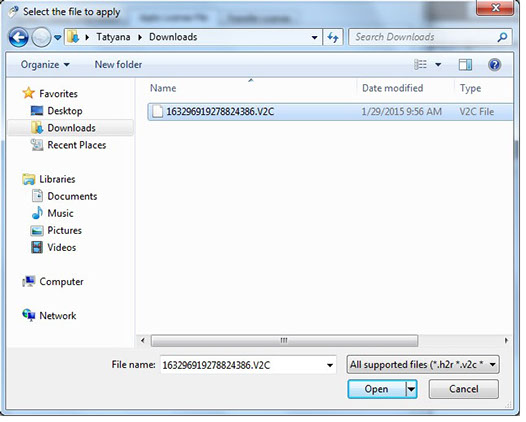 Select the file to apply
Tatyana Downloads
Search Downloads
Organize New folder
Name Date modified Type
Favorites
Desktop
Downloads
Recent Places
Libraries
Documents
Music
Pictures
Videos
Computer
Network
163296919278824386.V2C 1/29/2015 9:56 AM V2C File
File name: 163296919278824386.V2C All supported files (*.h2r *.v2c *
Open Cancel